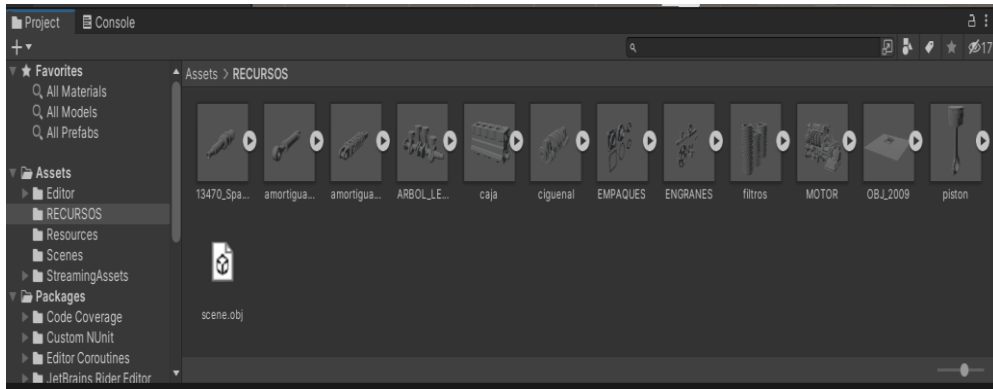 Project Console
17
Favorites
All Materials
All Models
All Prefabs
Assets
Editor
RECURSOS
Resources
Scenes
StreamingAssets
Packages
Code Coverage
Custom NUnit
Editor Coroutines
JetBrains Rider Editor
Assets > RECURSOS
13470_Spa... amortigua... amortigua... ARBOL_LE... caja ciguenal EMPAQUES ENGRANES filtros MOTOR OBJ_2009 piston
scene.obj